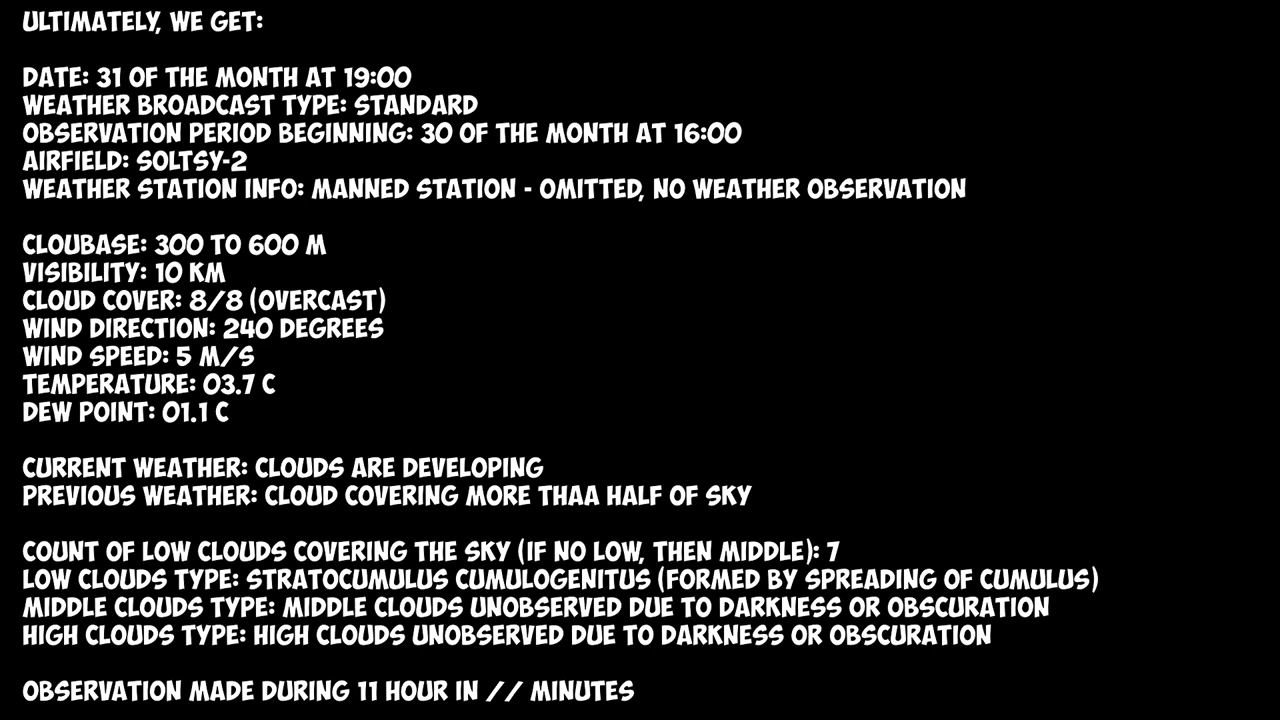 ULTIMATELY, WE GET:
DATE: 31 OF THE MONTH AT 19:00
WEATHER BROADCAST TYPE: STANDARD
OBSERVATION PERIOD BEGINNING: 30 OF THE MONTH AT 16:00
AIRFIELD: SOLTSY-2
WEATHER STATION INFO: MANNED STATION - OMITTED, NO WEATHER OBSERVATION
CLOUBASE: 300 TO 600 M
VISIBILITY: 10 KM
CLOUD COVER: 8/8 (OVERCAST)
WIND DIRECTION: 240 DEGREES
WIND SPEED: 5 M/S
TEMPERATURE: 03.7 C
DEW POINT: 01.1 C
CURRENT WEATHER: CLOUDS ARE DEVELOPING
PREVIOUS WEATHER: CLOUD COVERING MORE THAA HALF OF SKY
COUNT OF LOW CLOUDS COVERING THE SKY (IF NO LOW, THEN MIDDLE): 7
LOW CLOUDS TYPE: STRATOCUMULUS CUMULOGENITUS (FORMED BY SPREADING OF CUMULUS)
MIDDLE CLOUDS TYPE: MIDDLE CLOUDS UNOBSERVED DUE TO DARKNESS OR OBSCURATION
HIGH CLOUDS TYPE: HIGH CLOUDS UNOBSERVED DUE TO DARKNESS OR OBSCURATION
OBSERVATION MADE DURING 11 HOUR IN // MINUTES